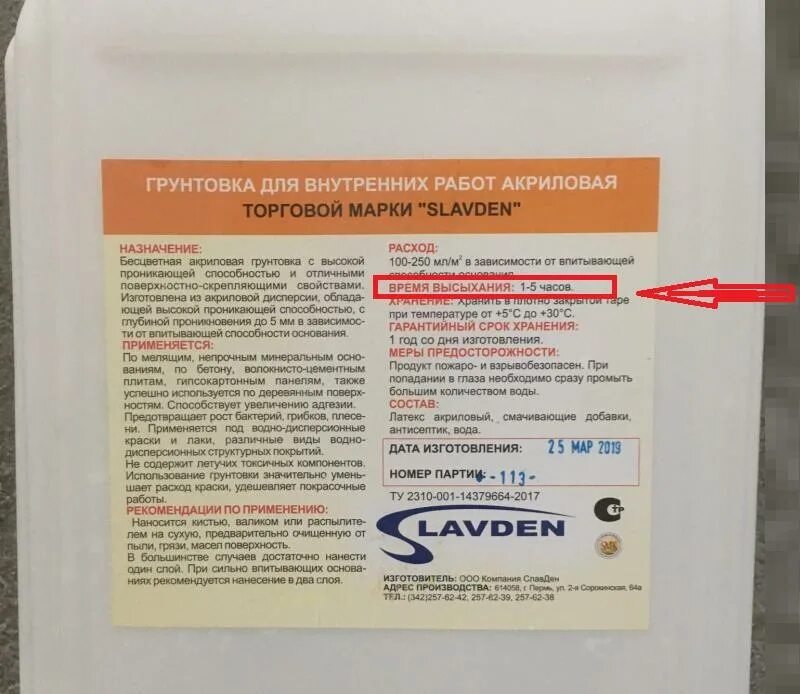 ГРУНТОВКА ДЛЯ ВНУТРЕННИХ РАБОТ АКРИЛОВАЯ
ТОРГОВОЙ МАРКИ "SLAVDEN"
НАЗНАЧЕНИЕ:
Бесцветная акриловая грунтовка с высокой
проникающей способностью и отличными
поверхностно-скрепляющими свойствами.
Изготовлена из акриловой дисперсии, облада-
ющей высокой проникающей способностью, с
глубиной проникновения до 5 мм в зависимос-
ти от впитывающей способности основания.
ПРИМЕНЯЕТСЯ:
По мелящим, непрочным минеральным осно-
ваниям, по бетону, волокнисто-цементным
плитам, гипсокартонным панелям, также
успешно используется по деревянным поверх-
ностям. Способствует увеличению адгезии.
Предотвращает рост бактерий, грибков, плесе-
ни. Применяется под водно-дисперсионные
краски и лаки, различные виды водно-
дисперсионных структурных покрытий.
Не содержит летучих токсичных компонентов.
Использование грунтовки значительно умень-
шает расход краски, удешевляет покрасочные
работы.
РЕКОМЕНДАЦИИ ПО ПРИМЕНЕНИЮ:
Наносится кистью, валиком или распылите-
лем на сухую, предварительно очищенную от
пыли, грязи, масел поверхность.
В большинстве случаев достаточно нанести
один слой. При сильно впитывающих основа-
ниях рекомендуется нанесение в два слоя.
РАСХОД:
100-250 мл/м² в зависимости от впитывающей
способности основания.
ВРЕМЯ ВЫСЫХАНИЯ: 1-5 часов.
ХРАНЕНИЕ: Хранить в плотно закрытой таре
при температуре от +5°С до +30°С.
ГАРАНТИЙНЫЙ СРОК ХРАНЕНИЯ:
1 год со дня изготовления.
МЕРЫ ПРЕДОСТОРОЖНОСТИ:
Продукт пожаро- и взрывобезопасен. При
попадании в глаза необходимо сразу промыть
большим количеством воды.
СОСТАВ:
Латекс акриловый, смачивающие добавки,
антисептик, вода.
ДАТА ИЗГОТОВЛЕНИЯ: 25 МАР 2019
НОМЕР ПАРТИИ: -113-
ТУ 2310-001-14379664-2017
SLAVDEN
ИЗГОТОВИТЕЛЬ: ООО Компания СлавДен
АДРЕС ПРОИЗВОДСТВА: 614058, г. Пермь, ул. 2-я Сорокинская, 64а
ТЕЛ.: (342)257-62-42, 257-62-39, 257-62-38